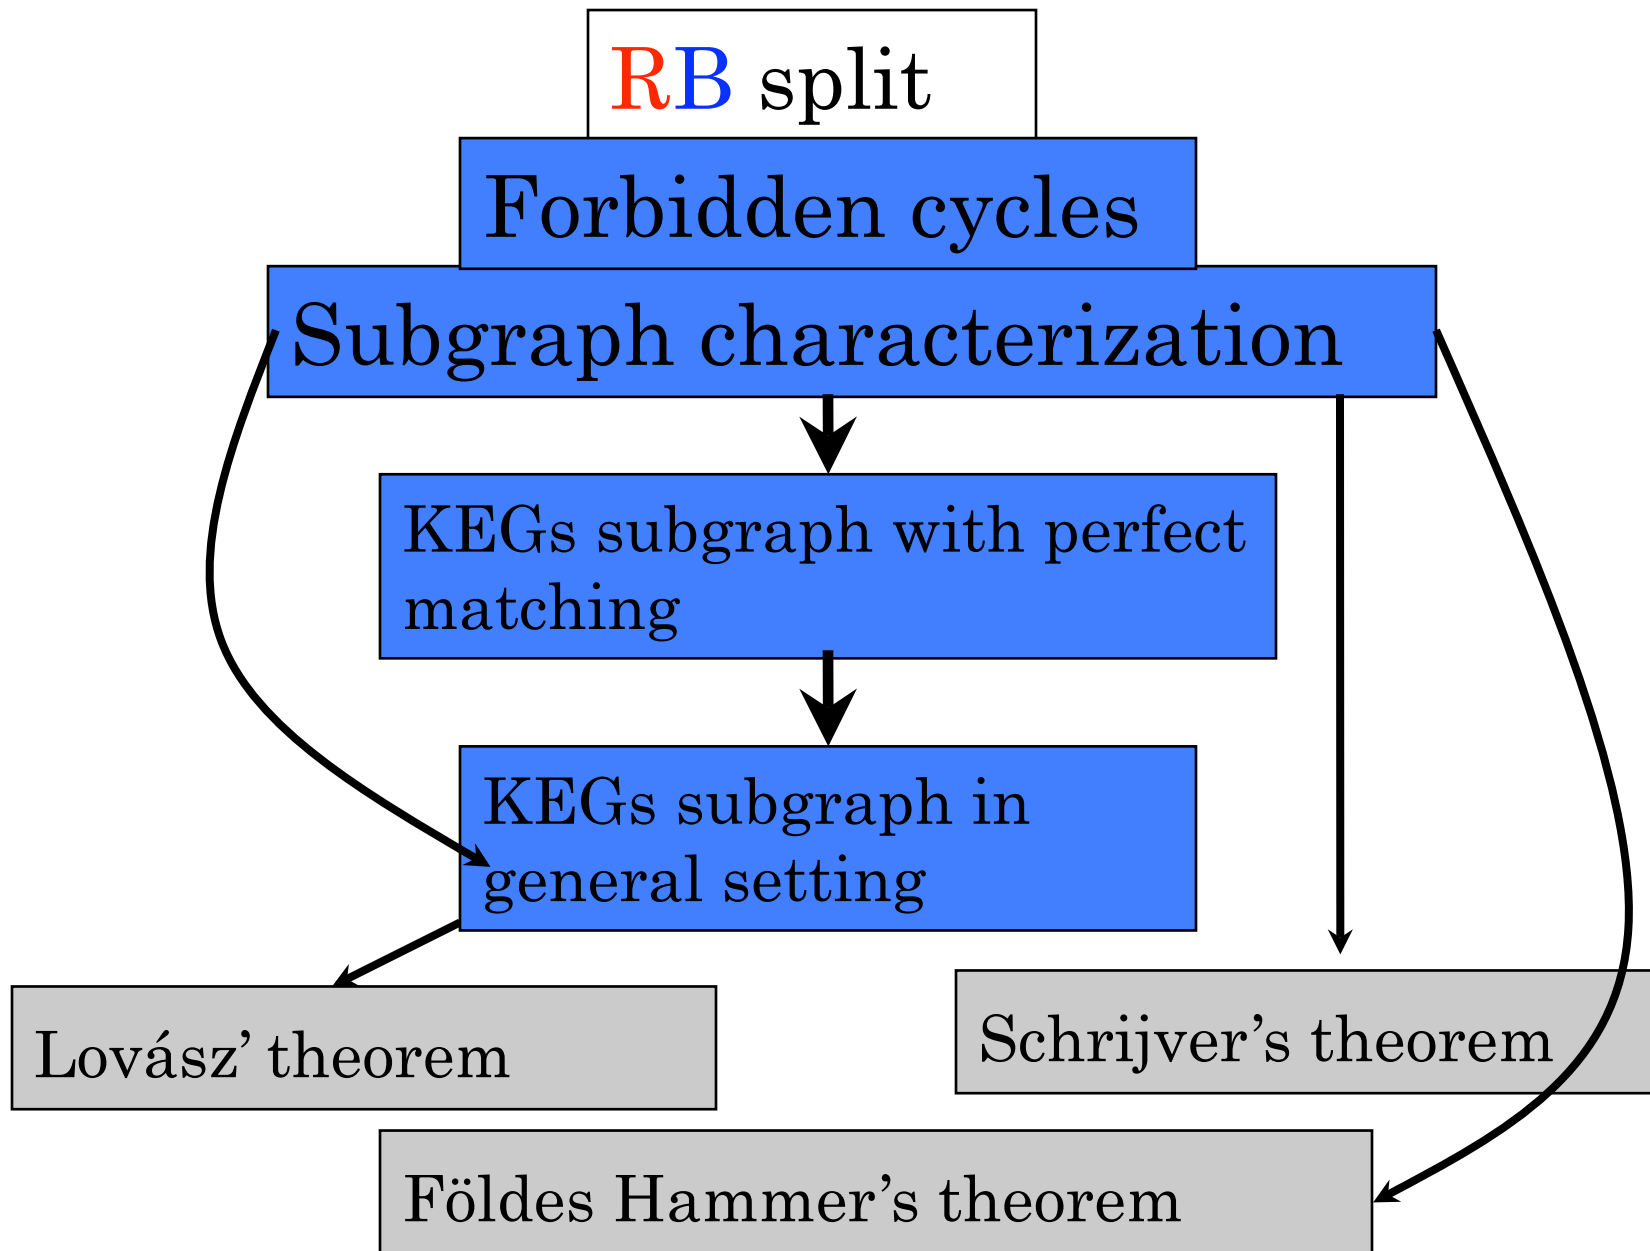 RB split
Forbidden cycles
Subgraph characterization
KEGs subgraph with perfect
matching
KEGs subgraph in
general setting
Lovász’ theorem
Schrijver’s theorem
Földes Hammer’s theorem